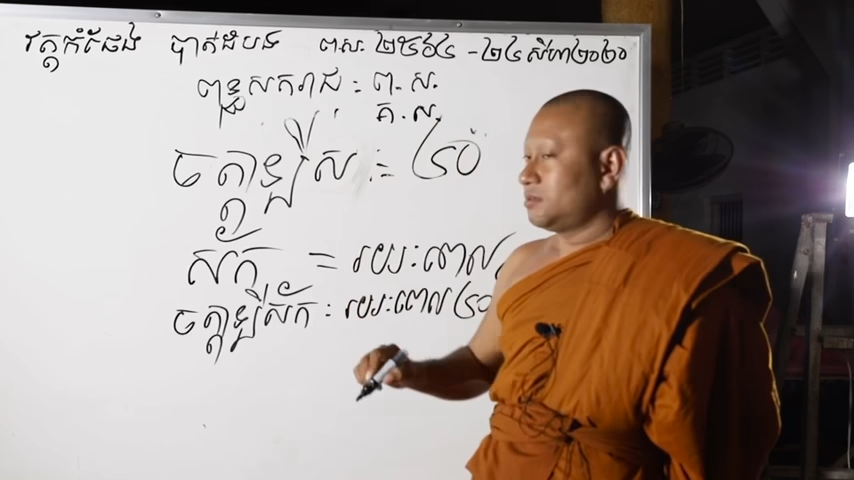 វត្តកំផែង បាត់ដំបង ព.ស. ២៥៦៤ - ២៤ សីហា២០២០
ពុទ្ធសករាជ : ព.ស.
គ.ស.
ចត្តាឡីស := ៤០
ស័ក = រយៈពេល
ចត្តាឡីស័ក : រយៈពេល ៤០